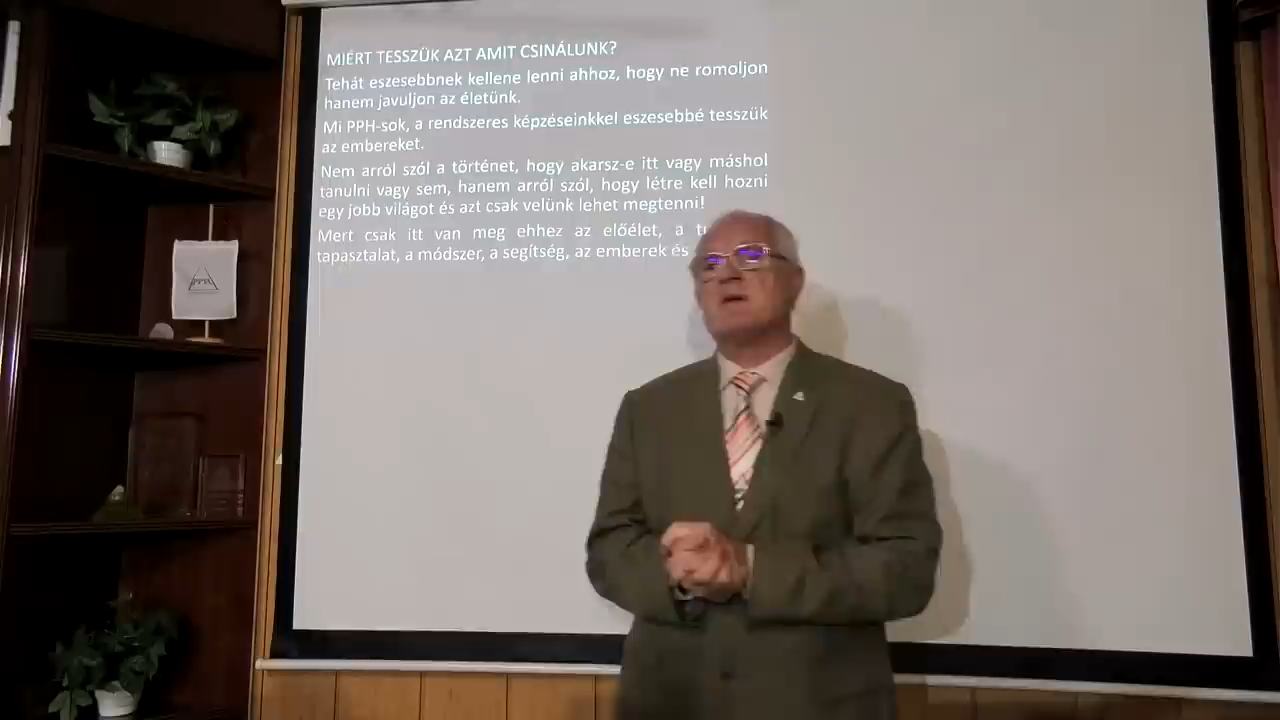 MIÉRT TESSZÜK AZT AMIT CSINÁLUNK?
Tehát eszesebbnek kellene lenni ahhoz, hogy ne romoljon
hanem javuljon az életünk.
Mi PPH-sok, a rendszeres képzéseinkkel eszesebbé tesszük
az embereket.
Nem arról szól a történet, hogy akarsz-e itt vagy máshol
tanulni vagy sem, hanem arról szól, hogy létre kell hozni
egy jobb világot és azt csak velünk lehet megtenni!
Mert csak itt van meg ehhez az előélet, a
tapasztalat, a módszer, a segítség, az emberek és